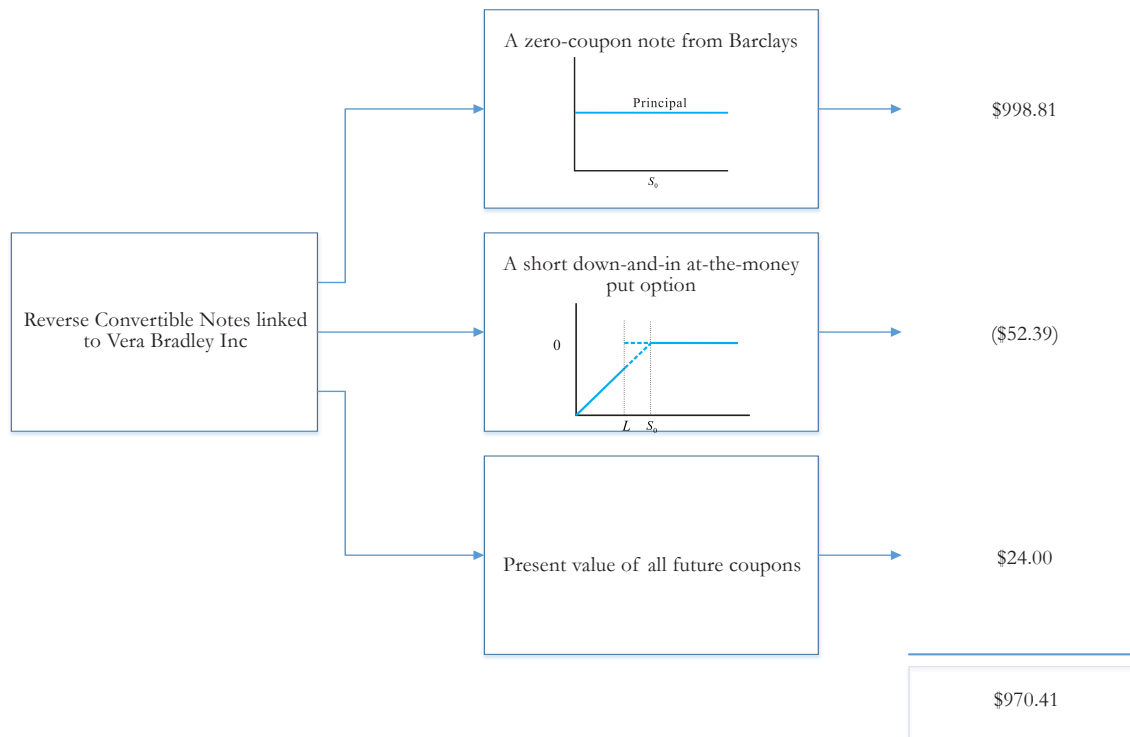 A zero-coupon note from Barclays
Principal
S₀
$998.81
Reverse Convertible Notes linked
to Vera Bradley Inc
A short down-and-in at-the-money
put option
0
L S₀
($52.39)
Present value of all future coupons
$24.00
$970.41